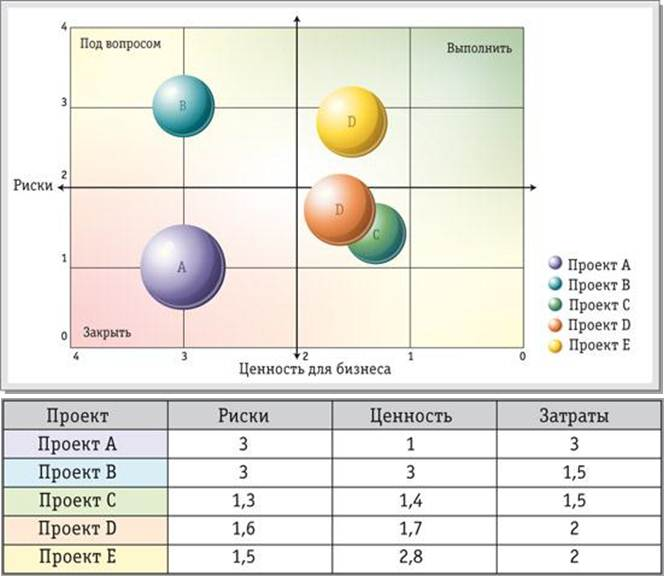 4
Под вопросом
Выполнить
3
B
D
2
Риски
D
C
1
A
Проект A
Проект B
Проект C
Проект D
Проект E
0
Закрыть
4 3 2 1 0
Ценность для бизнеса
Проект Риски Ценность Затраты
Проект A 3 1 3
Проект B 3 3 1,5
Проект C 1,3 1,4 1,5
Проект D 1,6 1,7 2
Проект E 1,5 2,8 2